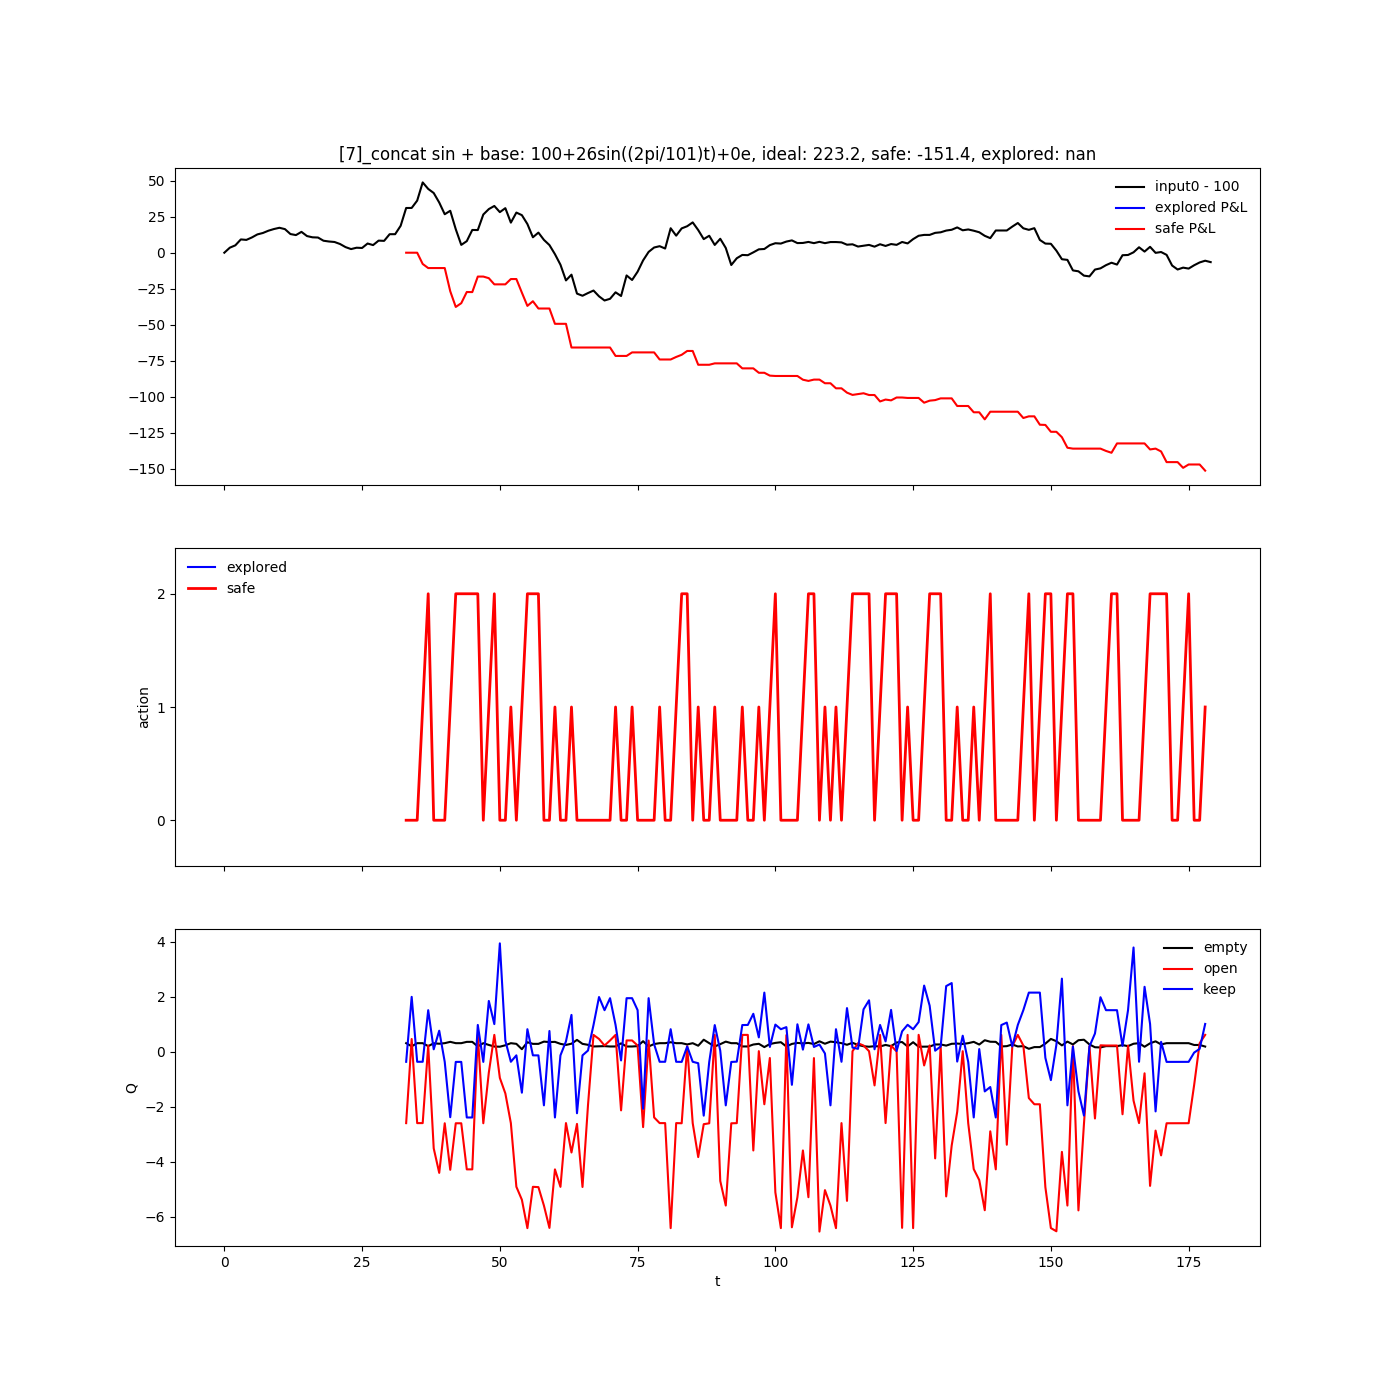 [7]_concat sin + base: 100+26sin((2pi/101)t)+0e, ideal: 223.2, safe: -151.4, explored: nan
50
25
0
−25
−50
−75
−100
−125
−150
input0 - 100
explored P&L
safe P&L
explored
safe
2
1
0
action
4
2
0
−2
−4
−6
Q
empty
open
keep
0 25 50 75 100 125 150 175
t